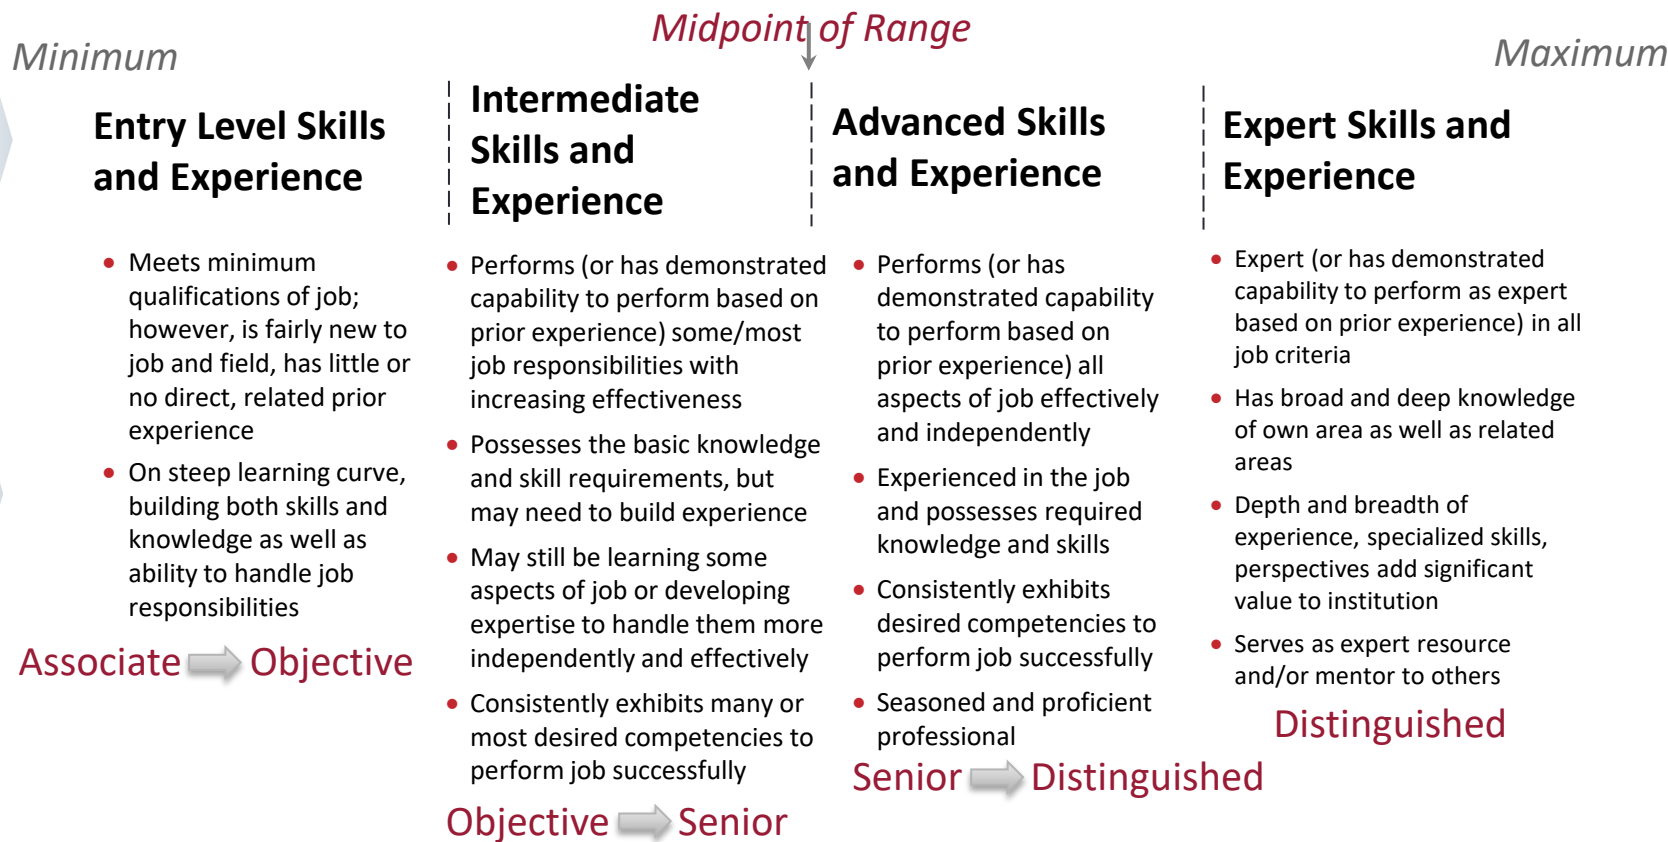 Midpoint of Range
Minimum
Maximum
Entry Level Skills
and Experience
• Meets minimum
qualifications of job;
however, is fairly new to
job and field, has little or
no direct, related prior
experience
• On steep learning curve,
building both skills and
knowledge as well as
ability to handle job
responsibilities
Associate Objective
Intermediate
Skills and
Experience
• Performs (or has demonstrated
capability to perform based on
prior experience) some/most
job responsibilities with
increasing effectiveness
• Possesses the basic knowledge
and skill requirements, but
may need to build experience
• May still be learning some
aspects of job or developing
expertise to handle them more
independently and effectively
• Consistently exhibits many or
most desired competencies to
perform job successfully
Objective Senior
Advanced Skills
and Experience
• Performs (or has
demonstrated capability
to perform based on
prior experience) all
aspects of job effectively
and independently
• Experienced in the job
and possesses required
knowledge and skills
• Consistently exhibits
desired competencies to
perform job successfully
• Seasoned and proficient
professional
Senior Distinguished
Expert Skills and
Experience
• Expert (or has demonstrated
capability to perform as expert
based on prior experience) in all
job criteria
• Has broad and deep knowledge
of own area as well as related
areas
• Depth and breadth of
experience, specialized skills,
perspectives add significant
value to institution
• Serves as expert resource
and/or mentor to others
Distinguished